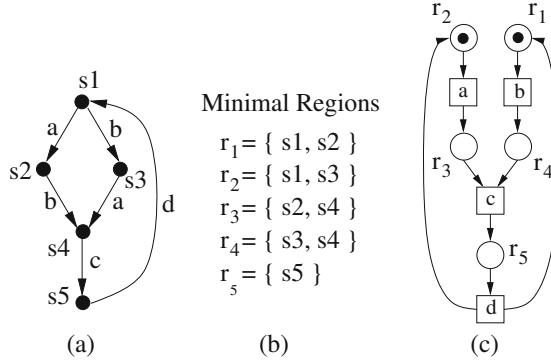 s1
a
b
s2
s3
b
a
d
s4
c
s5
(a)
Minimal Regions
r1 = { s1, s2 }
r2 = { s1, s3 }
r3 = { s2, s4 }
r4 = { s3, s4 }
r5 = { s5 }
(b)
r2
r1
a
b
r3
r4
c
r5
d
(c)